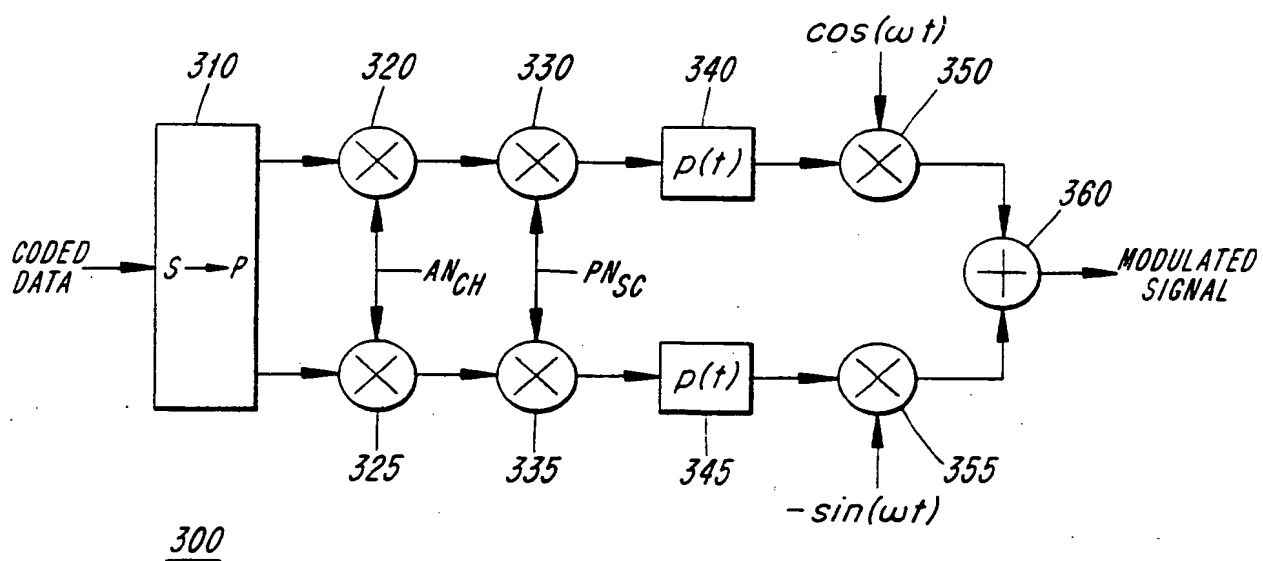 cos(ωt)
310
320
330
340
350
p(t)
360
CODED
DATA
S → P
AN_CH
PN_SC
MODULATED
SIGNAL
p(t)
325
335
345
355
-sin(ωt)
300